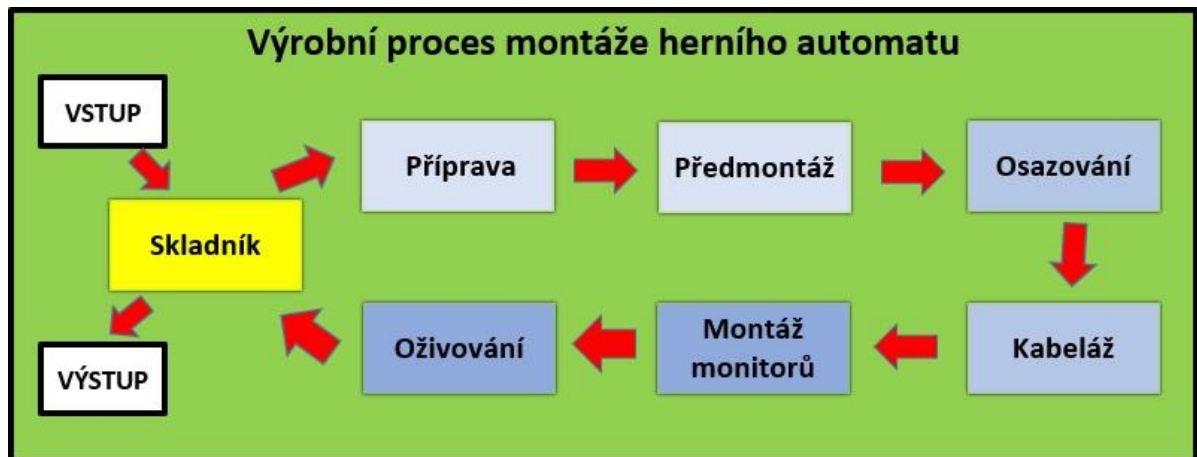 Výrobní proces montáže herního automatu
VSTUP
Skladník
Příprava
Předmontáž
Osazování
Kabeláž
Montáž
monitorů
Oživování
VÝSTUP